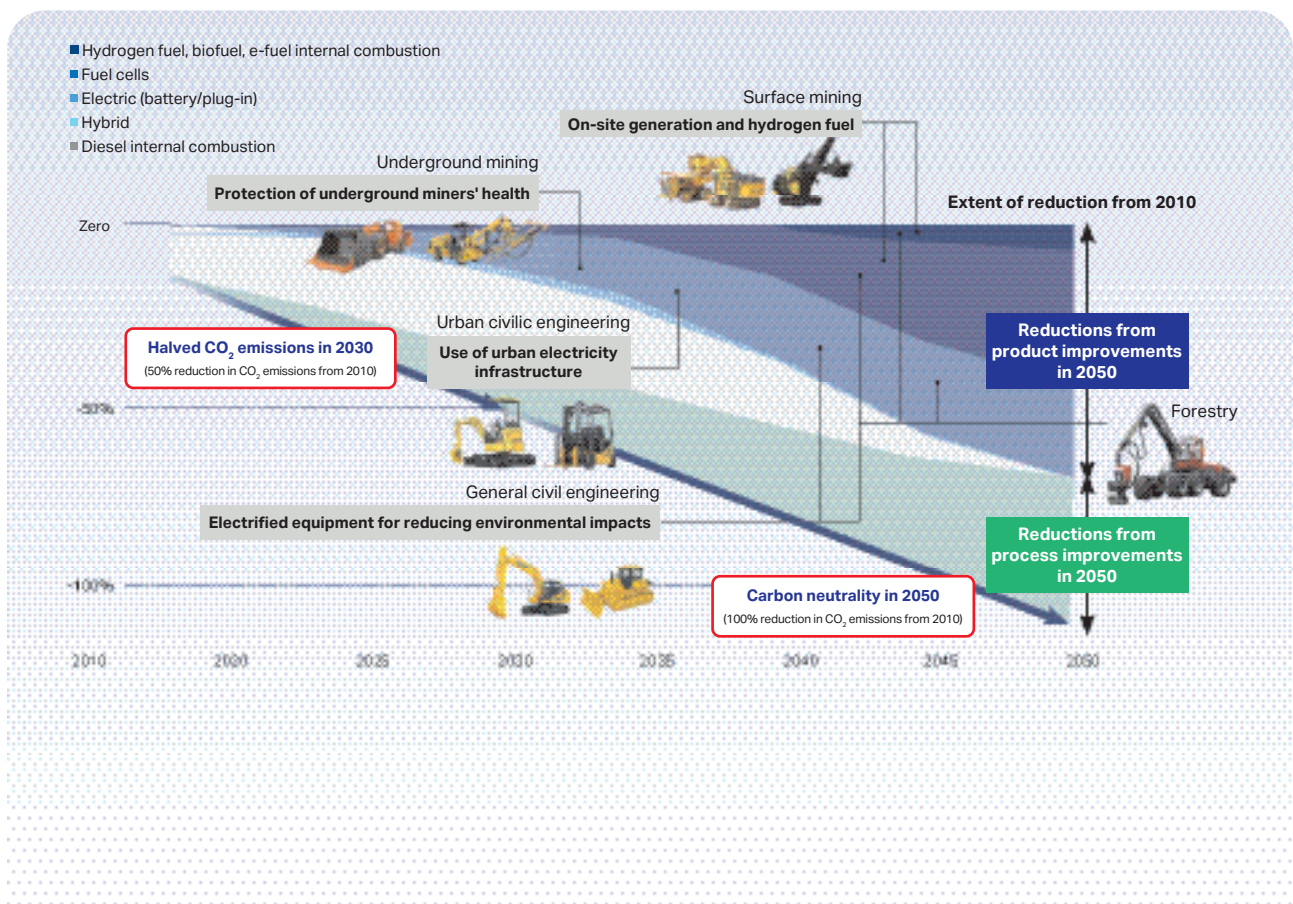 Hydrogen fuel, biofuel, e-fuel internal combustion
Fuel cells
Electric (battery/plug-in)
Hybrid
Diesel internal combustion
Surface mining
On-site generation and hydrogen fuel
Underground mining
Protection of underground miners' health
Extent of reduction from 2010
Zero
Urban civilic engineering
Use of urban electricity
infrastructure
Halved CO₂ emissions in 2030
(50% reduction in CO₂ emissions from 2010)
Reductions from
product improvements
in 2050
-50%
Forestry
General civil engineering
Electrified equipment for reducing environmental impacts
Reductions from
process improvements
in 2050
-100%
Carbon neutrality in 2050
(100% reduction in CO₂ emissions from 2010)
2010 2020 2025 2030 2035 2040 2045 2050